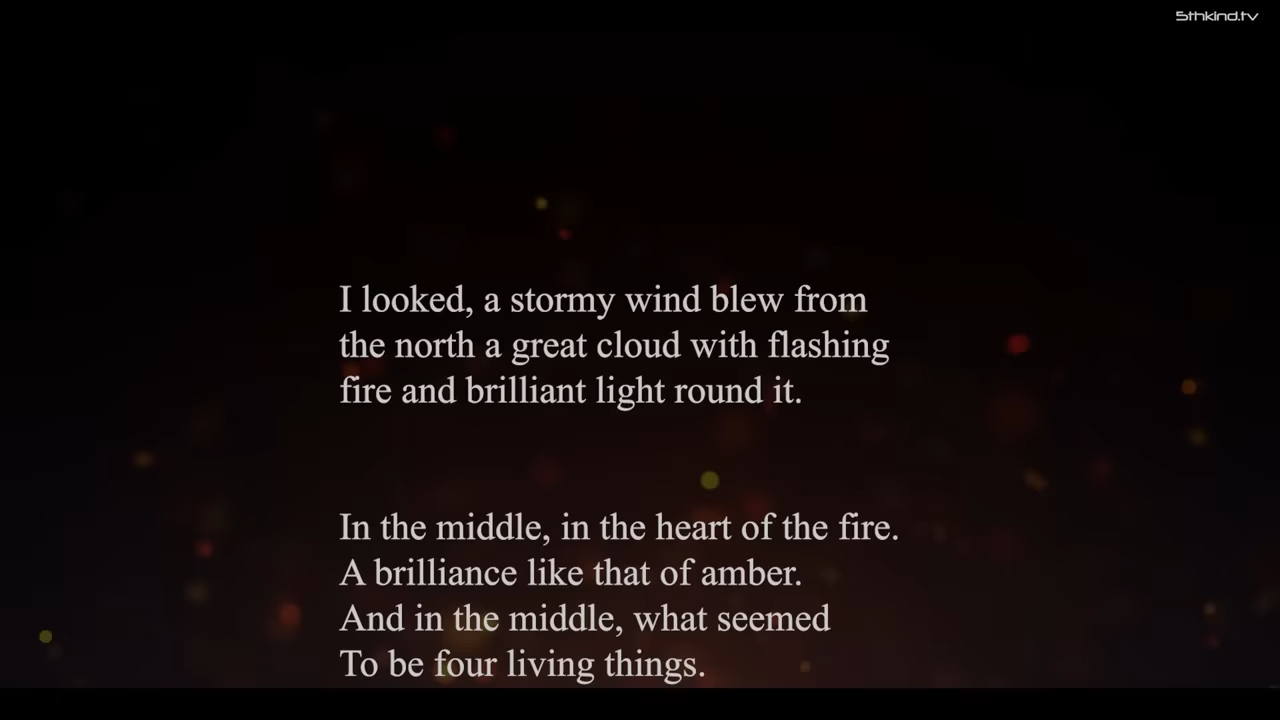 5thkind.tv
I looked, a stormy wind blew from
the north a great cloud with flashing
fire and brilliant light round it.
In the middle, in the heart of the fire.
A brilliance like that of amber.
And in the middle, what seemed
To be four living things.